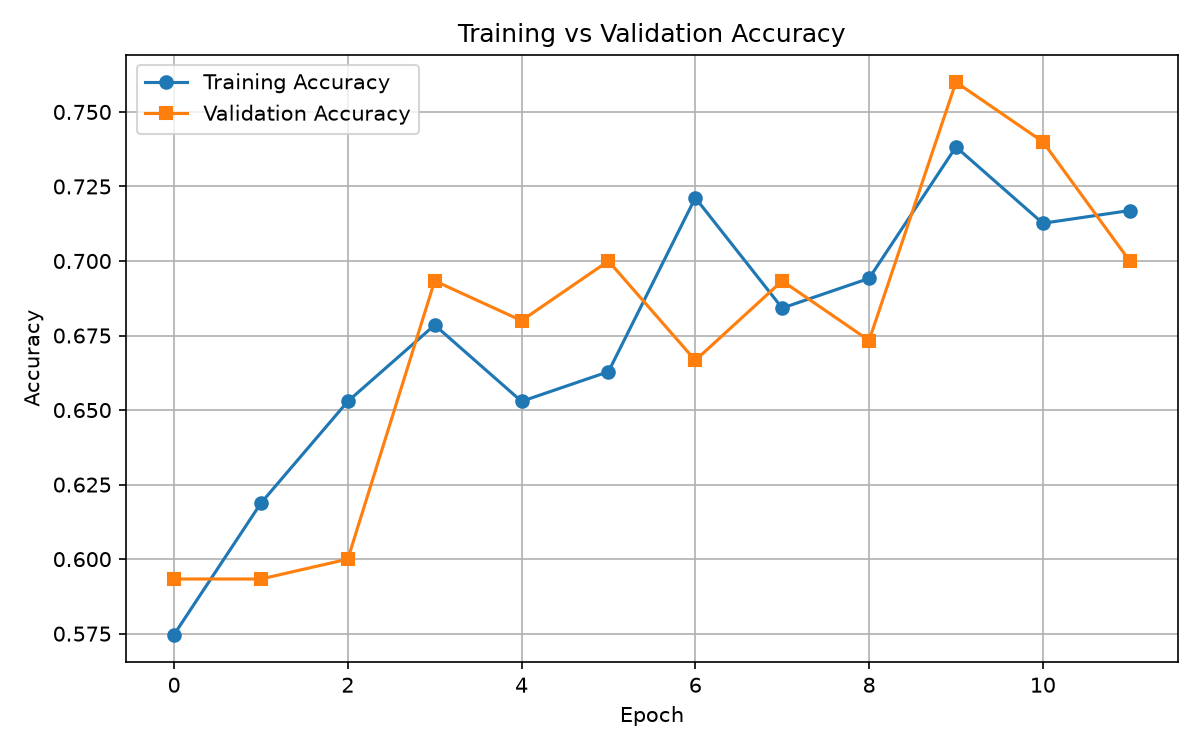 Training vs Validation Accuracy
Training Accuracy
Validation Accuracy
0.750
0.725
0.700
0.675
0.650
0.625
0.600
0.575
Accuracy
0 2 4 6 8 10
Epoch